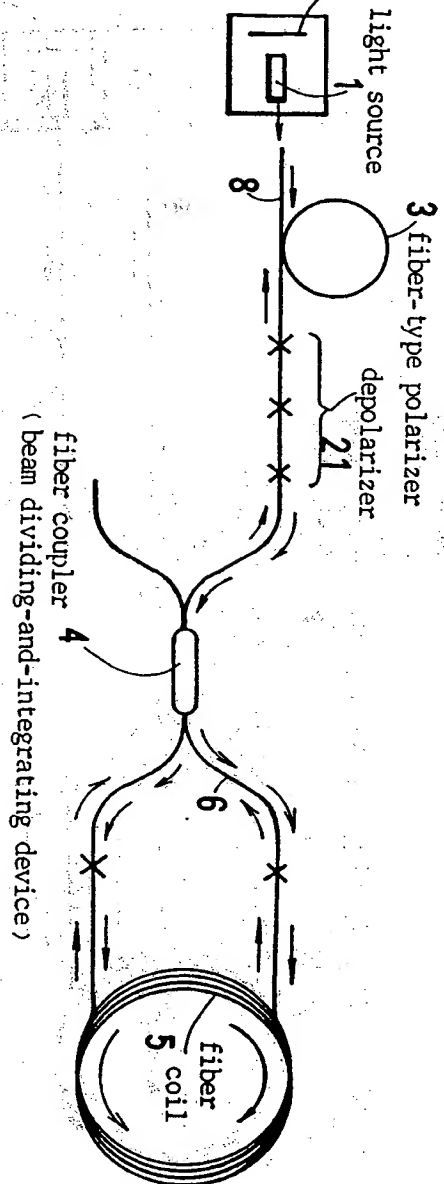 light source
1
8
3 fiber-type polarizer
depolarizer
21
fiber coupler
4
(beam dividing-and-integrating device)
6
fiber
5 coil